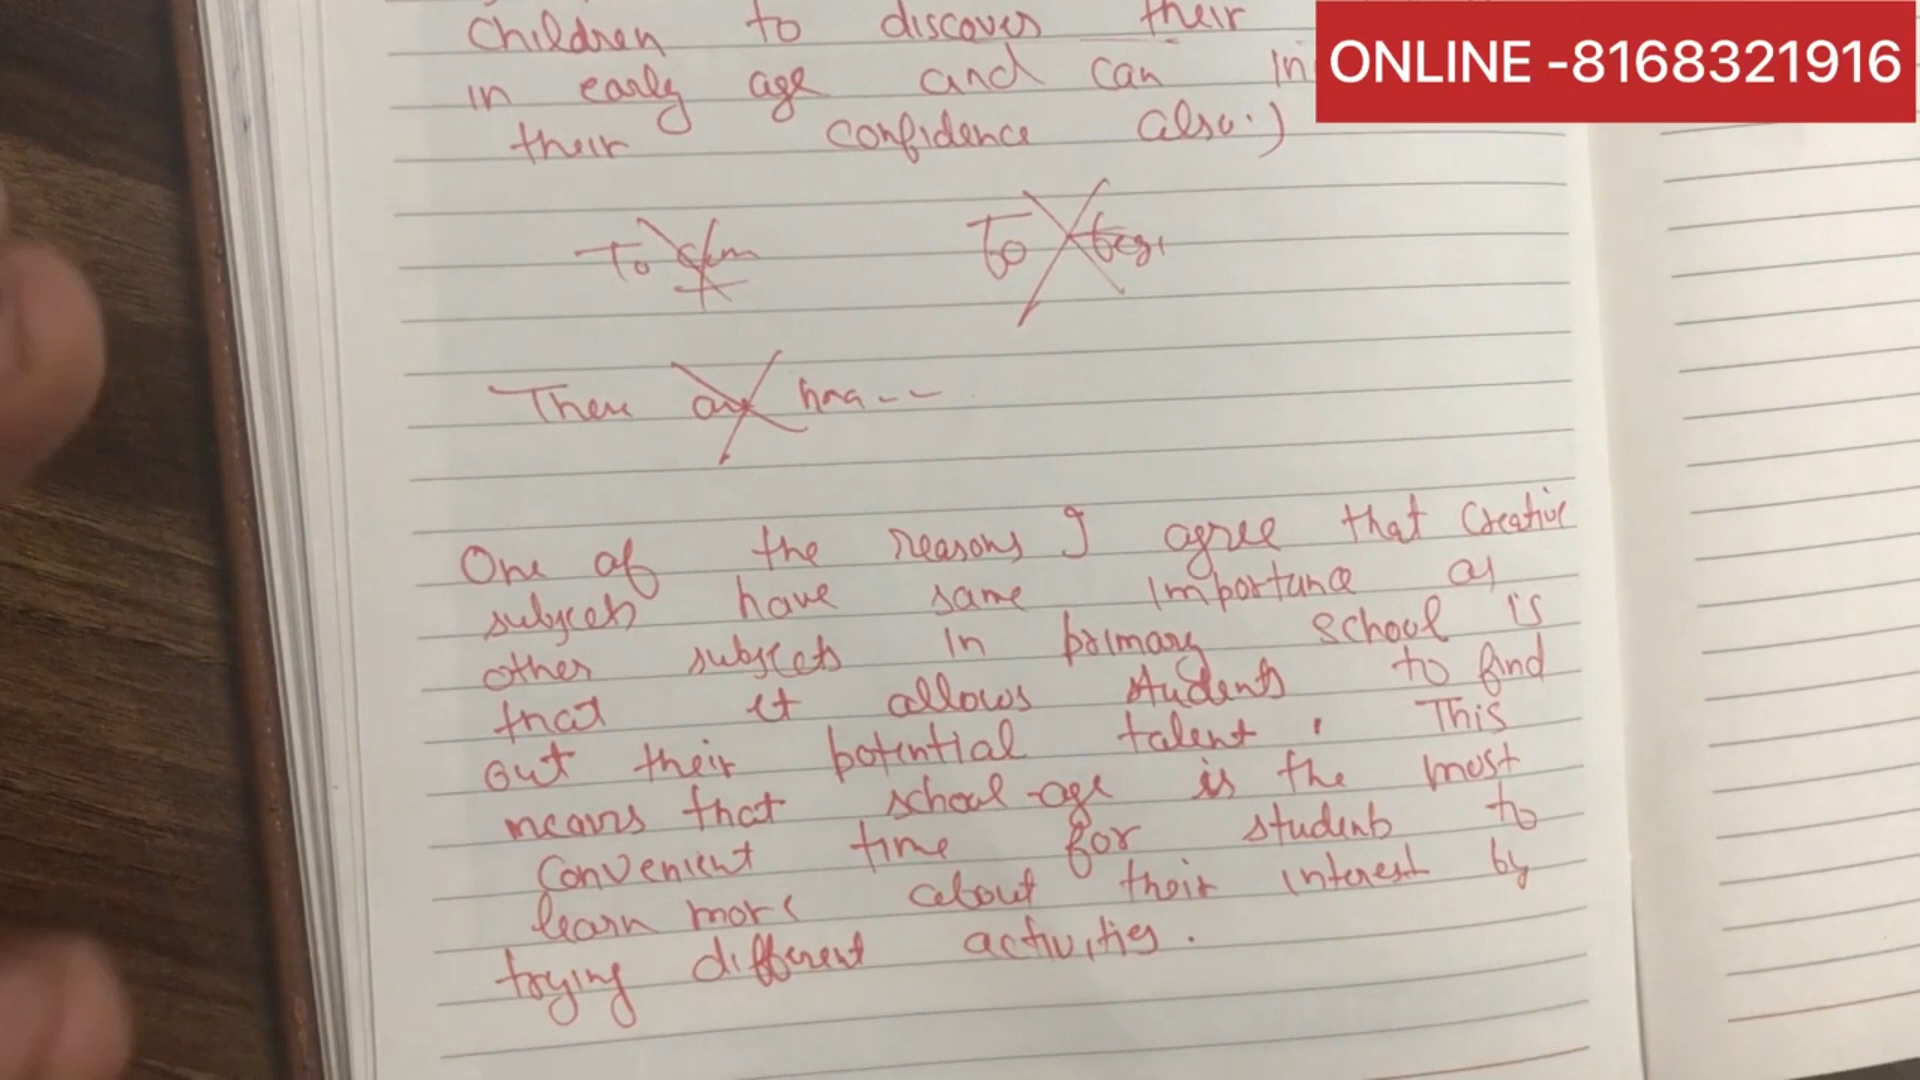 Children to discover their
ONLINE -8168321916
in early age and can in
their confidence also.)
To To
There are
One of the reasons I agree that Creative
subjects have same importance as
other subjects in primary school is
that it allows students to find
out their potential talent. This
means that school-age is the most
convenient time for students to
learn more about their interest by
trying different activities.